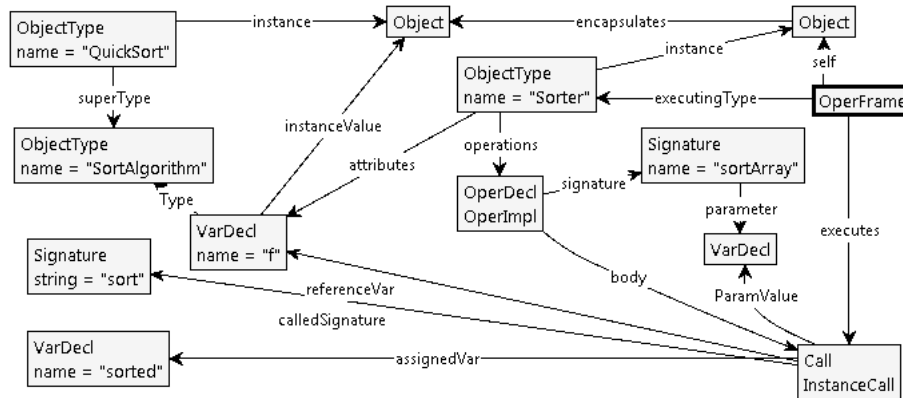 ObjectType
name = "QuickSort"
instance
Object
encapsulates
Object
instance
self
superType
ObjectType
name = "Sorter"
executingType
OperFrame
instanceValue
ObjectType
name = "SortAlgorithm"
attributes
operations
Signature
name = "sortArray"
signature
OperDecl
OperImpl
Type
parameter
VarDecl
name = "f"
executes
VarDecl
Signature
string = "sort"
body
referenceVar
ParamValue
calledSignature
VarDecl
name = "sorted"
assignedVar
Call
InstanceCall